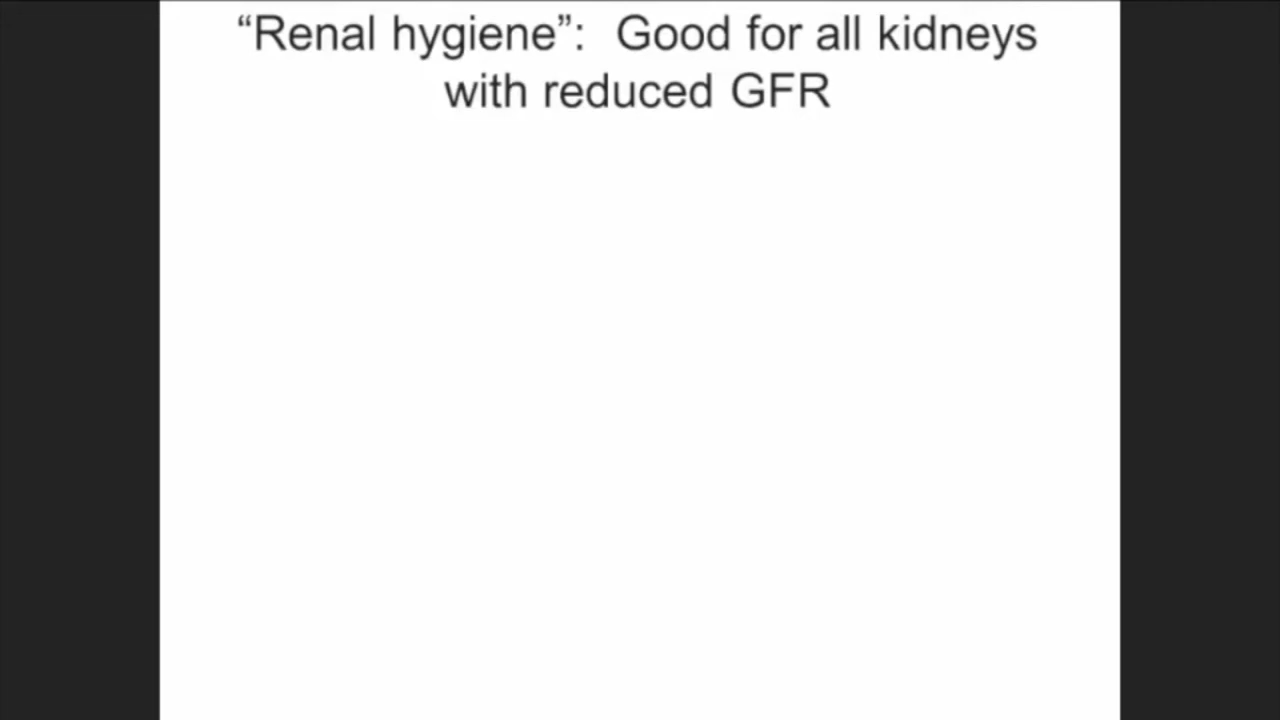 “Renal hygiene”:  Good for all kidneys
with reduced GFR